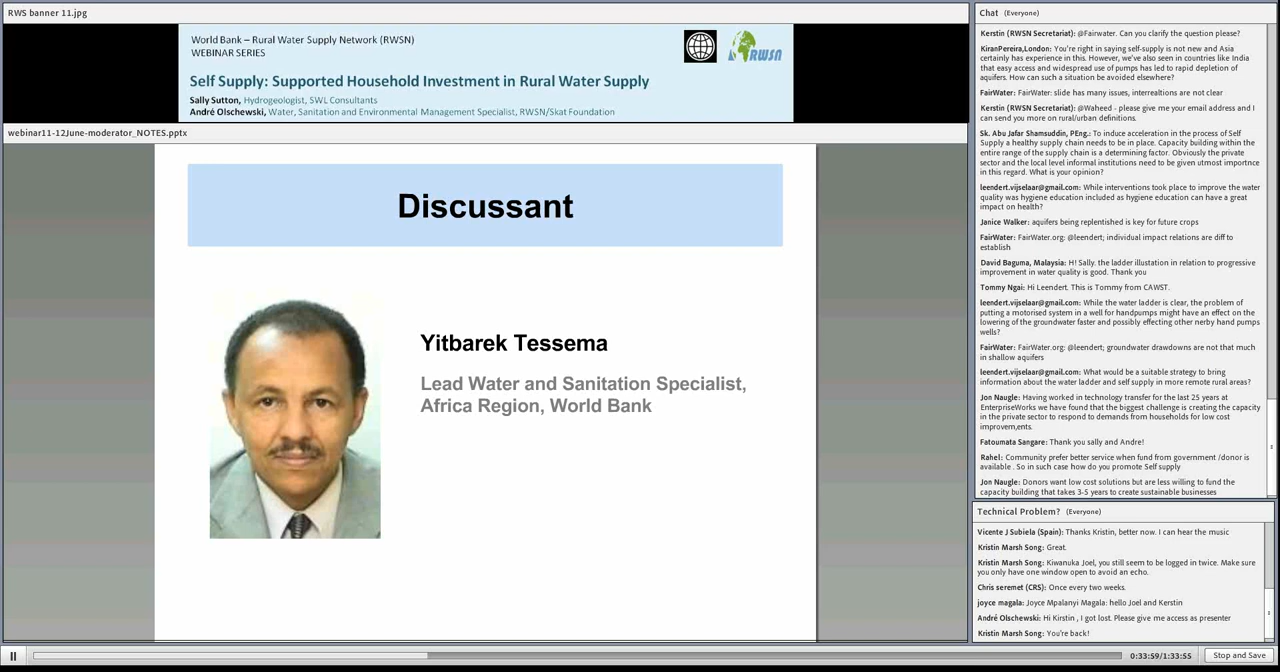 RWS banner 11.jpg
World Bank – Rural Water Supply Network (RWSN)
WEBINAR SERIES
RWSN
Self Supply: Supported Household Investment in Rural Water Supply
Sally Sutton, Hydrogeologist, SWL Consultants
André Olschewski, Water, Sanitation and Environmental Management Specialist, RWSN/Skat Foundation
webinar11-12June-moderator_NOTES.pptx
Discussant
Yitbarek Tessema
Lead Water and Sanitation Specialist,
Africa Region, World Bank
Chat (Everyone)
Kerstin (RWSN Secretariat): @Fairwater. Can you clarify the question please?
KiranPereira,London: You're right in saying self-supply is not new and Asia
certainly has experience in this. However, we've also seen in countries like India
that easy access and widespread use of pumps has led to rapid depletion of
aquifers. How can such a situation be avoided elsewhere?
FairWater: FairWater: slide has many issues, interrealtions are not clear
Kerstin (RWSN Secretariat): @Waheed - please give me your email address and I
can send you more on rural/urban definitions.
Sk. Abu Jafar Shamsuddin, PEng.: To induce acceleration in the process of Self
Supply a healthy supply chain needs to be in place. Capacity building within the
entire range of the supply chain is a determining factor. Obviously the private
sector and the local level informal institutions need to be given utmost importnce
in this regard. What is your opinion?
leendert.vijselaar@gmail.com: While interventions took place to improve the water
quality was hygiene education included as hygiene education can have a great
impact on health?
Janice Walker: aquifers being replentished is key for future crops
FairWater: FairWater.org: @leendert; individual impact relations are diff to
establish
David Baguma, Malaysia: H! Sally. the ladder illustation in relation to progressive
improvement in water quality is good. Thank you
Tommy Ngai: Hi Leendert. This is Tommy from CAWST.
leendert.vijselaar@gmail.com: While the water ladder is clear, the problem of
putting a motorised system in a well for handpumps might have an effect on the
lowering of the groundwater faster and possibly effecting other nerby hand pumps
wells?
FairWater: FairWater.org: @leendert; groundwater drawdowns are not that much
in shallow aquifers
leendert.vijselaar@gmail.com: What would be a suitable strategy to bring
information about the water ladder and self supply in more remote rural areas?
Jon Naugle: Having worked in technology transfer for the last 25 years at
EnterpriseWorks we have found that the biggest challenge is creating the capacity
in the private sector to respond to demands from households for low cost
improvem,ents.
Fatoumata Sangare: Thank you sally and Andre!
Rahel: Community prefer better service when fund from government /donor is
available . So in such case how do you promote Self supply
Jon Naugle: Donors want low cost solutions but are less willing to fund the
capacity building that takes 3-5 years to create sustainable businesses
Technical Problem? (Everyone)
Vicente J Subiela (Spain): Thanks Kristin, better now. I can hear the music
Kristin Marsh Song: Great.
Kristin Marsh Song: Kiwanuka Joel, you still seem to be logged in twice. Make sure
you only have one window open to avoid an echo.
Chris seremet (CRS): Once every two weeks.
joyce magala: Joyce Mpalanyi Magala: hello Joel and Kerstin
André Olschewski: Hi Kirstin , I got lost. Please give me access as presenter
Kristin Marsh Song: You're back!
0:33:59/1:33:55
Stop and Save